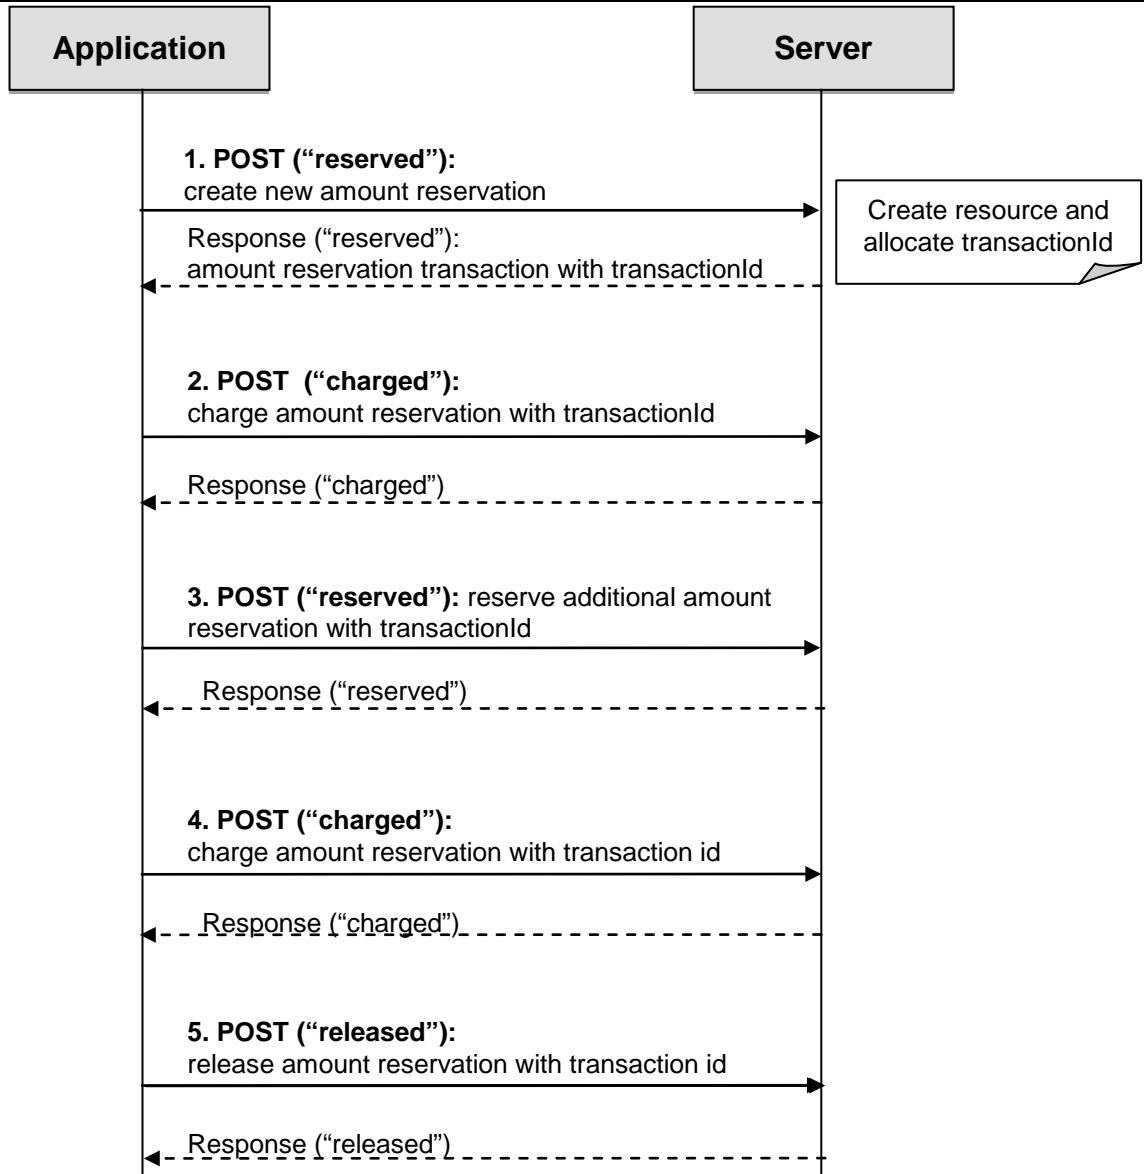 Application
Server
1. POST (“reserved”):
create new amount reservation
Create resource and
allocate transactionId
Response (“reserved”):
amount reservation transaction with transactionId
2. POST  (“charged”):
charge amount reservation with transactionId
Response (“charged”)
3. POST (“reserved”): reserve additional amount
reservation with transactionId
Response (“reserved”)
4. POST (“charged”):
charge amount reservation with transaction id
Response (“charged”)
5. POST (“released”):
release amount reservation with transaction id
Response (“released”)